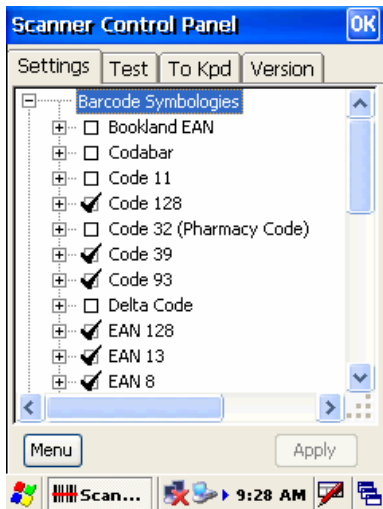 Scanner Control Panel OK
Settings Test To Kpd Version
Barcode Symbologies
Bookland EAN
Codabar
Code 11
Code 128
Code 32 (Pharmacy Code)
Code 39
Code 93
Delta Code
EAN 128
EAN 13
EAN 8
Menu Apply
Scan... 9:28 AM